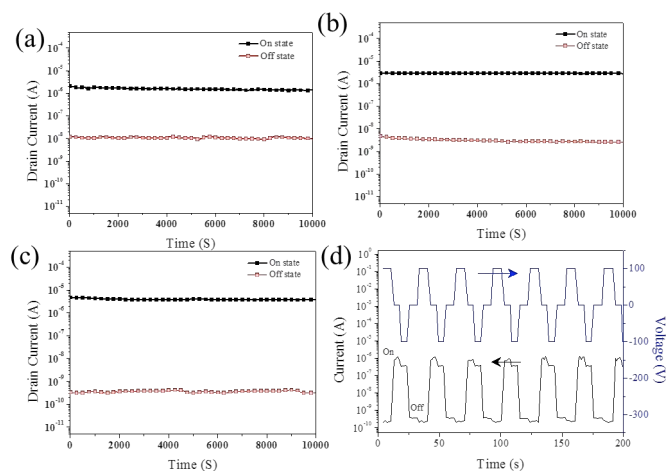 (a)
On state
Off state
Drain Current (A)
10⁻⁴
10⁻⁵
10⁻⁶
10⁻⁷
10⁻⁸
10⁻⁹
10⁻¹⁰
10⁻¹¹
0 2000 4000 6000 8000 10000
Time (S)
(b)
On state
Off state
Drain Current (A)
10⁻⁴
10⁻⁵
10⁻⁶
10⁻⁷
10⁻⁸
10⁻⁹
10⁻¹⁰
10⁻¹¹
0 2000 4000 6000 8000 10000
Time (S)
(c)
On state
Off state
Drain Current (A)
10⁻⁴
10⁻⁵
10⁻⁶
10⁻⁷
10⁻⁸
10⁻⁹
10⁻¹⁰
10⁻¹¹
0 2000 4000 6000 8000 10000
Time (S)
(d)
Current (A)
10⁰
10⁻¹
10⁻²
10⁻³
10⁻⁴
10⁻⁵
10⁻⁶
10⁻⁷
10⁻⁸
10⁻⁹
10⁻¹⁰
On
Off
100
0
-100
-200
-300
Voltage (V)
0 50 100 150 200
Time (s)